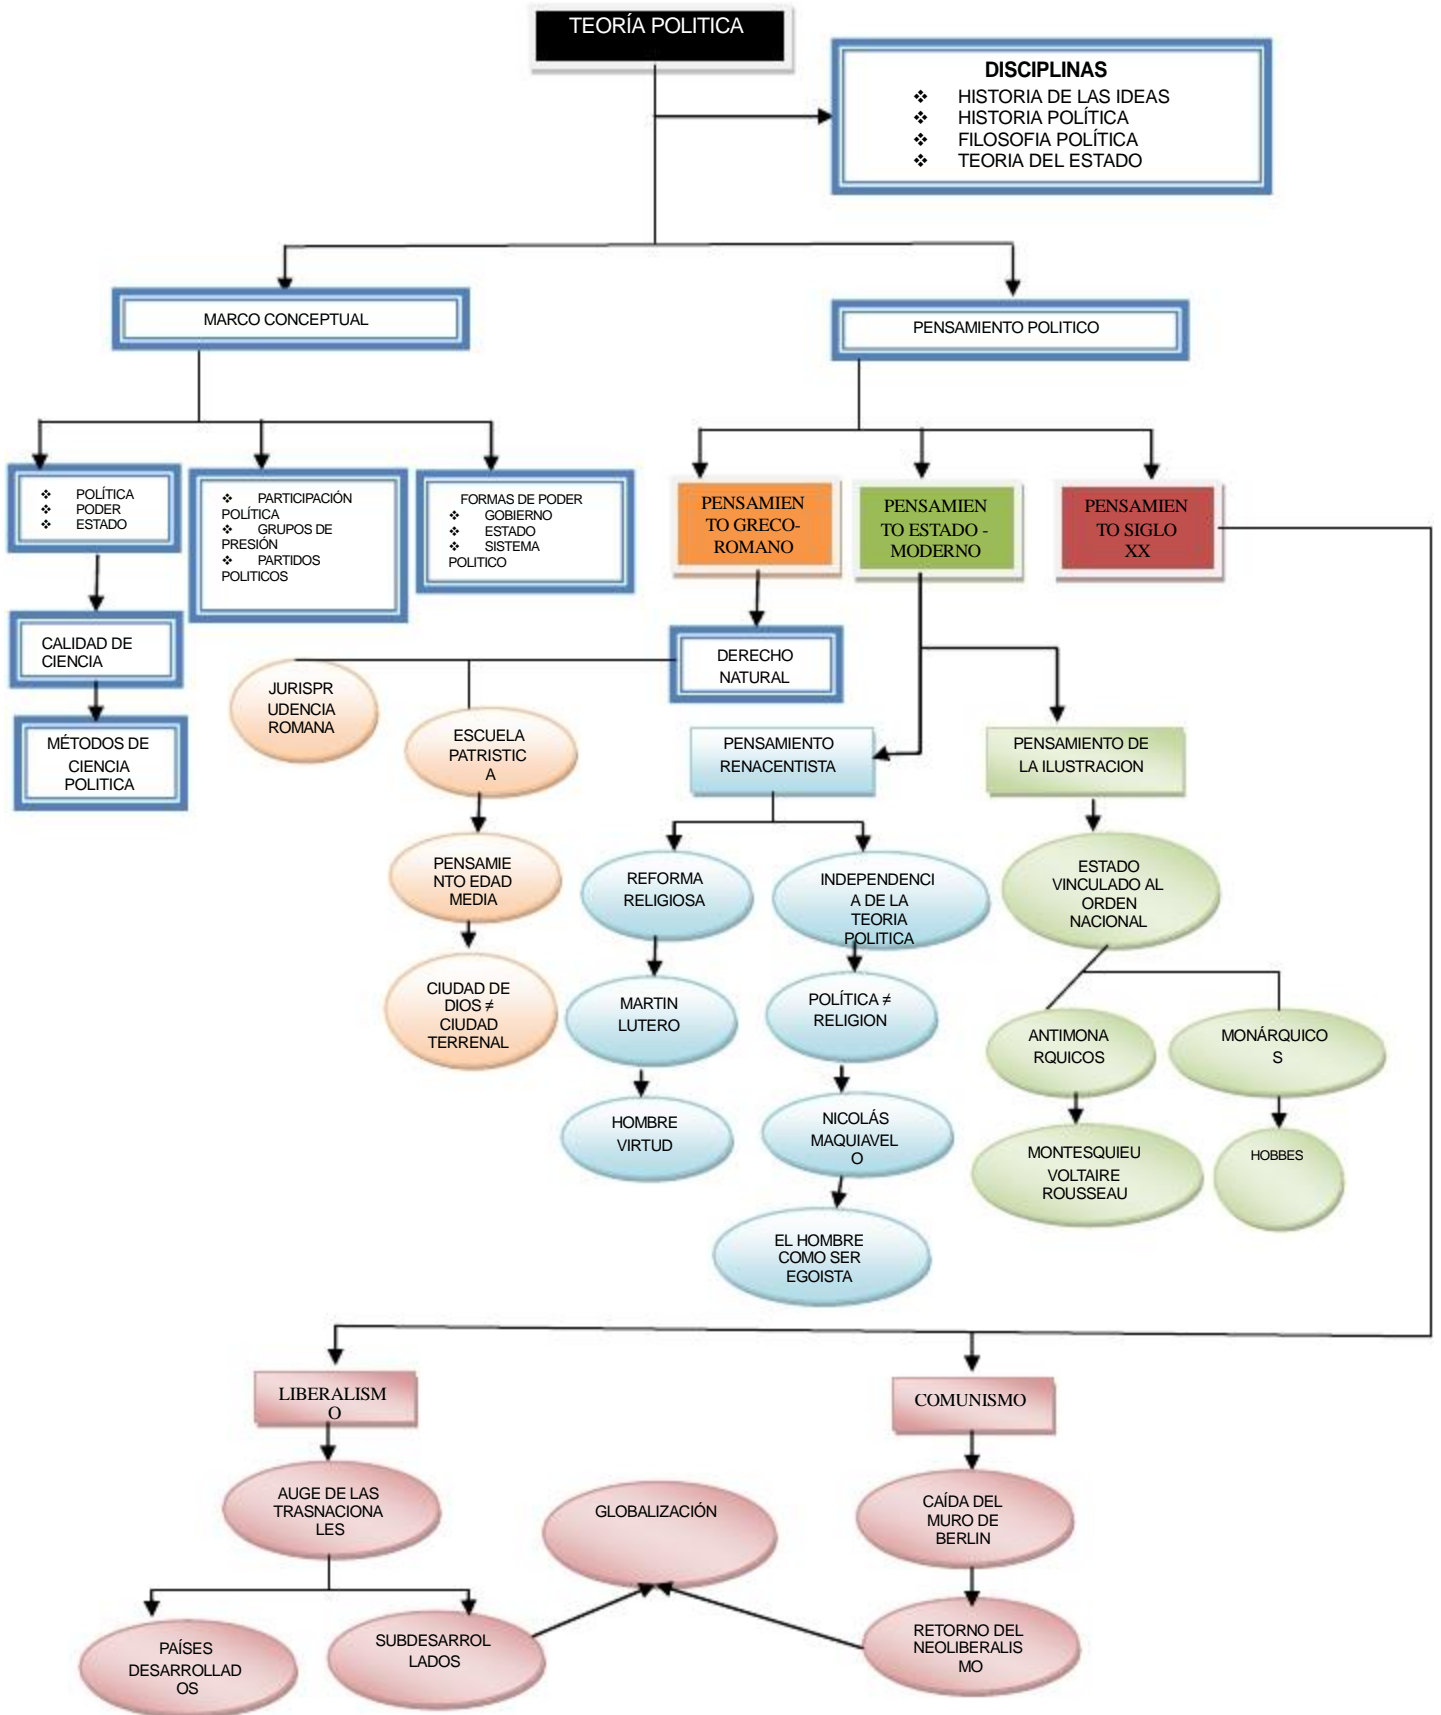 TEORÍA POLITICA
DISCIPLINAS
❖ HISTORIA DE LAS IDEAS
❖ HISTORIA POLÍTICA
❖ FILOSOFIA POLÍTICA
❖ TEORIA DEL ESTADO
MARCO CONCEPTUAL
PENSAMIENTO POLITICO
❖ POLÍTICA
❖ PODER
❖ ESTADO
❖ PARTICIPACIÓN
POLÍTICA
❖ GRUPOS DE
PRESIÓN
❖ PARTIDOS
POLITICOS
FORMAS DE PODER
❖ GOBIERNO
❖ ESTADO
❖ SISTEMA
POLITICO
PENSAMIEN
TO GRECO-
ROMANO
PENSAMIEN
TO ESTADO -
MODERNO
PENSAMIEN
TO SIGLO
XX
CALIDAD DE
CIENCIA
DERECHO
NATURAL
MÉTODOS DE
CIENCIA
POLITICA
JURISPR
UDENCIA
ROMANA
ESCUELA
PATRISTIC
A
PENSAMIENTO
RENACENTISTA
PENSAMIENTO DE
LA ILUSTRACION
PENSAMIE
NTO EDAD
MEDIA
REFORMA
RELIGIOSA
INDEPENDENCI
A DE LA
TEORIA
POLITICA
ESTADO
VINCULADO AL
ORDEN
NACIONAL
CIUDAD DE
DIOS ≠
CIUDAD
TERRENAL
MARTIN
LUTERO
POLÍTICA ≠
RELIGION
ANTIMONA
RQUICOS
MONÁRQUICO
S
HOMBRE
VIRTUD
NICOLÁS
MAQUIAVEL
O
MONTESQUIEU
VOLTAIRE
ROUSSEAU
HOBBES
EL HOMBRE
COMO SER
EGOISTA
LIBERALISM
O
COMUNISMO
AUGE DE LAS
TRASNACIONA
LES
GLOBALIZACIÓN
CAÍDA DEL
MURO DE
BERLIN
PAÍSES
DESARROLLAD
OS
SUBDESARROL
LADOS
RETORNO DEL
NEOLIBERALIS
MO